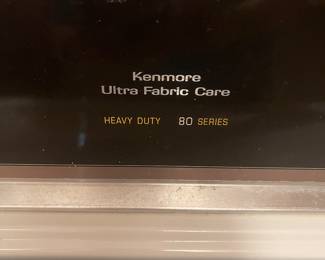 Kenmore
Ultra Fabric Care
HEAVY DUTY 80 SERIES